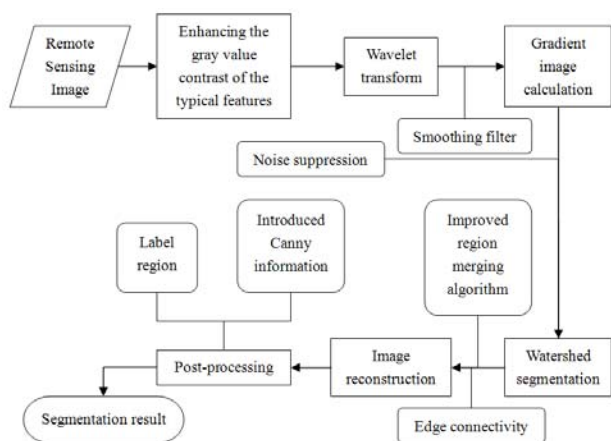 Remote
Sensing
Image
Enhancing the
gray value
contrast of the
typical features
Wavelet
transform
Gradient
image
calculation
Smoothing filter
Noise suppression
Label
region
Introduced
Canny
information
Improved
region
merging
algorithm
Post-processing
Image
reconstruction
Watershed
segmentation
Segmentation result
Edge connectivity